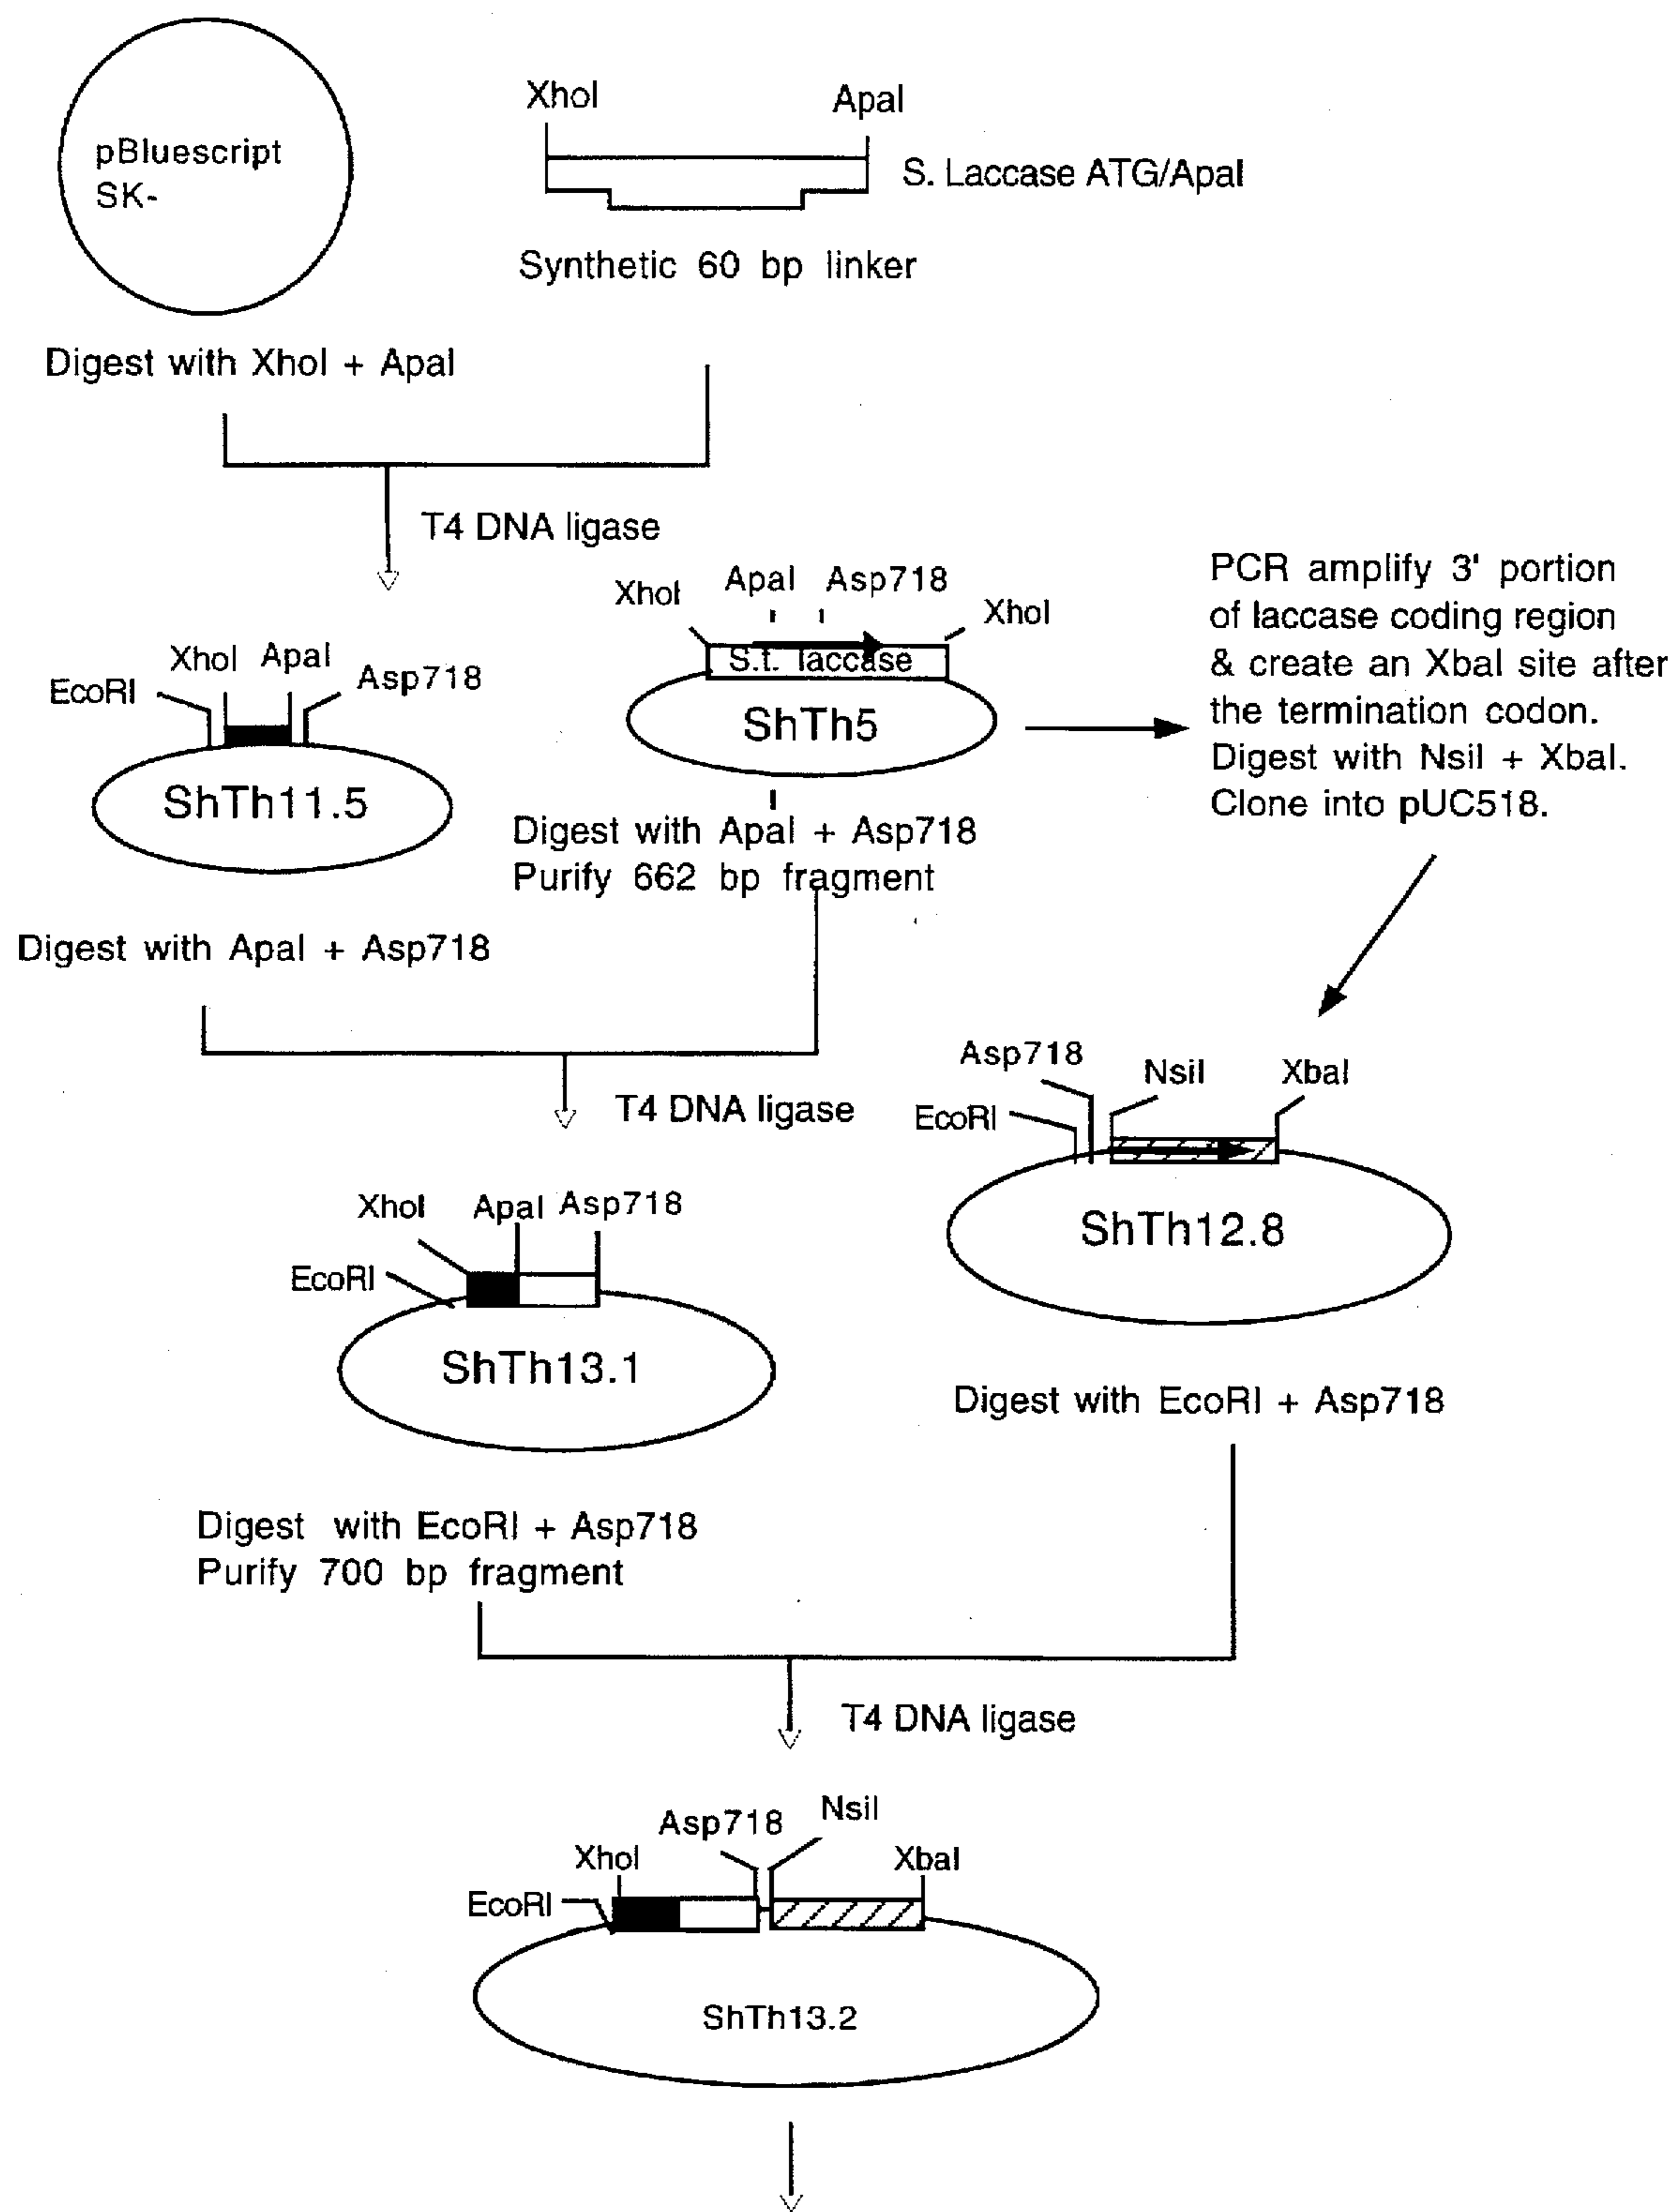 pBluescript
SK-
XhoI
ApaI
S. Laccase ATG/ApaI
Synthetic 60 bp linker
Digest with XhoI + ApaI
T4 DNA ligase
XhoI
ApaI
Asp718
XhoI
S.t. laccase
ShTh5
PCR amplify 3' portion
of laccase coding region
& create an XbaI site after
the termination codon.
Digest with NsiI + XbaI.
Clone into pUC518.
EcoRI
XhoI
ApaI
Asp718
ShTh11.5
Digest with ApaI + Asp718
Purify 662 bp fragment
Digest with ApaI + Asp718
T4 DNA ligase
Asp718
NsiI
XbaI
EcoRI
ShTh12.8
XhoI
ApaI
Asp718
EcoRI
ShTh13.1
Digest with EcoRI + Asp718
Digest with EcoRI + Asp718
Purify 700 bp fragment
T4 DNA ligase
Asp718
NsiI
XhoI
XbaI
EcoRI
ShTh13.2